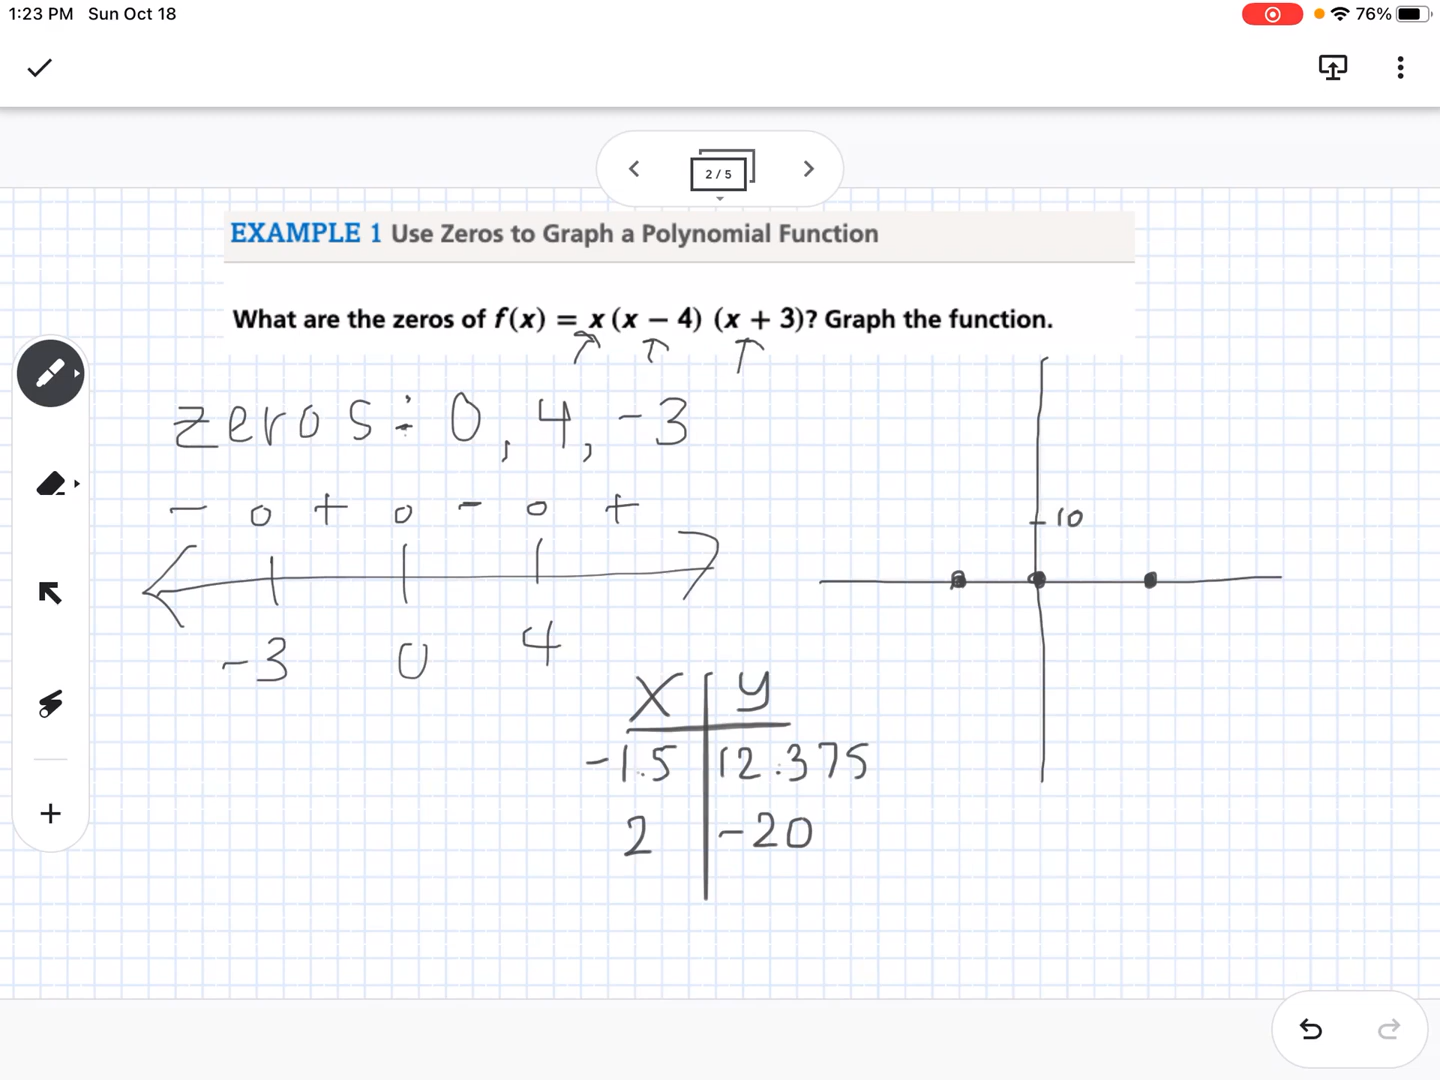 1:23 PM Sun Oct 18 76%
2 / 5
EXAMPLE 1 Use Zeros to Graph a Polynomial Function
What are the zeros of f(x) = x(x − 4) (x + 3)? Graph the function.
zeros: 0, 4, -3
- 0 + 0 - 0 +
-3 0 4
10
x y
-1.5 12.375
2 -20